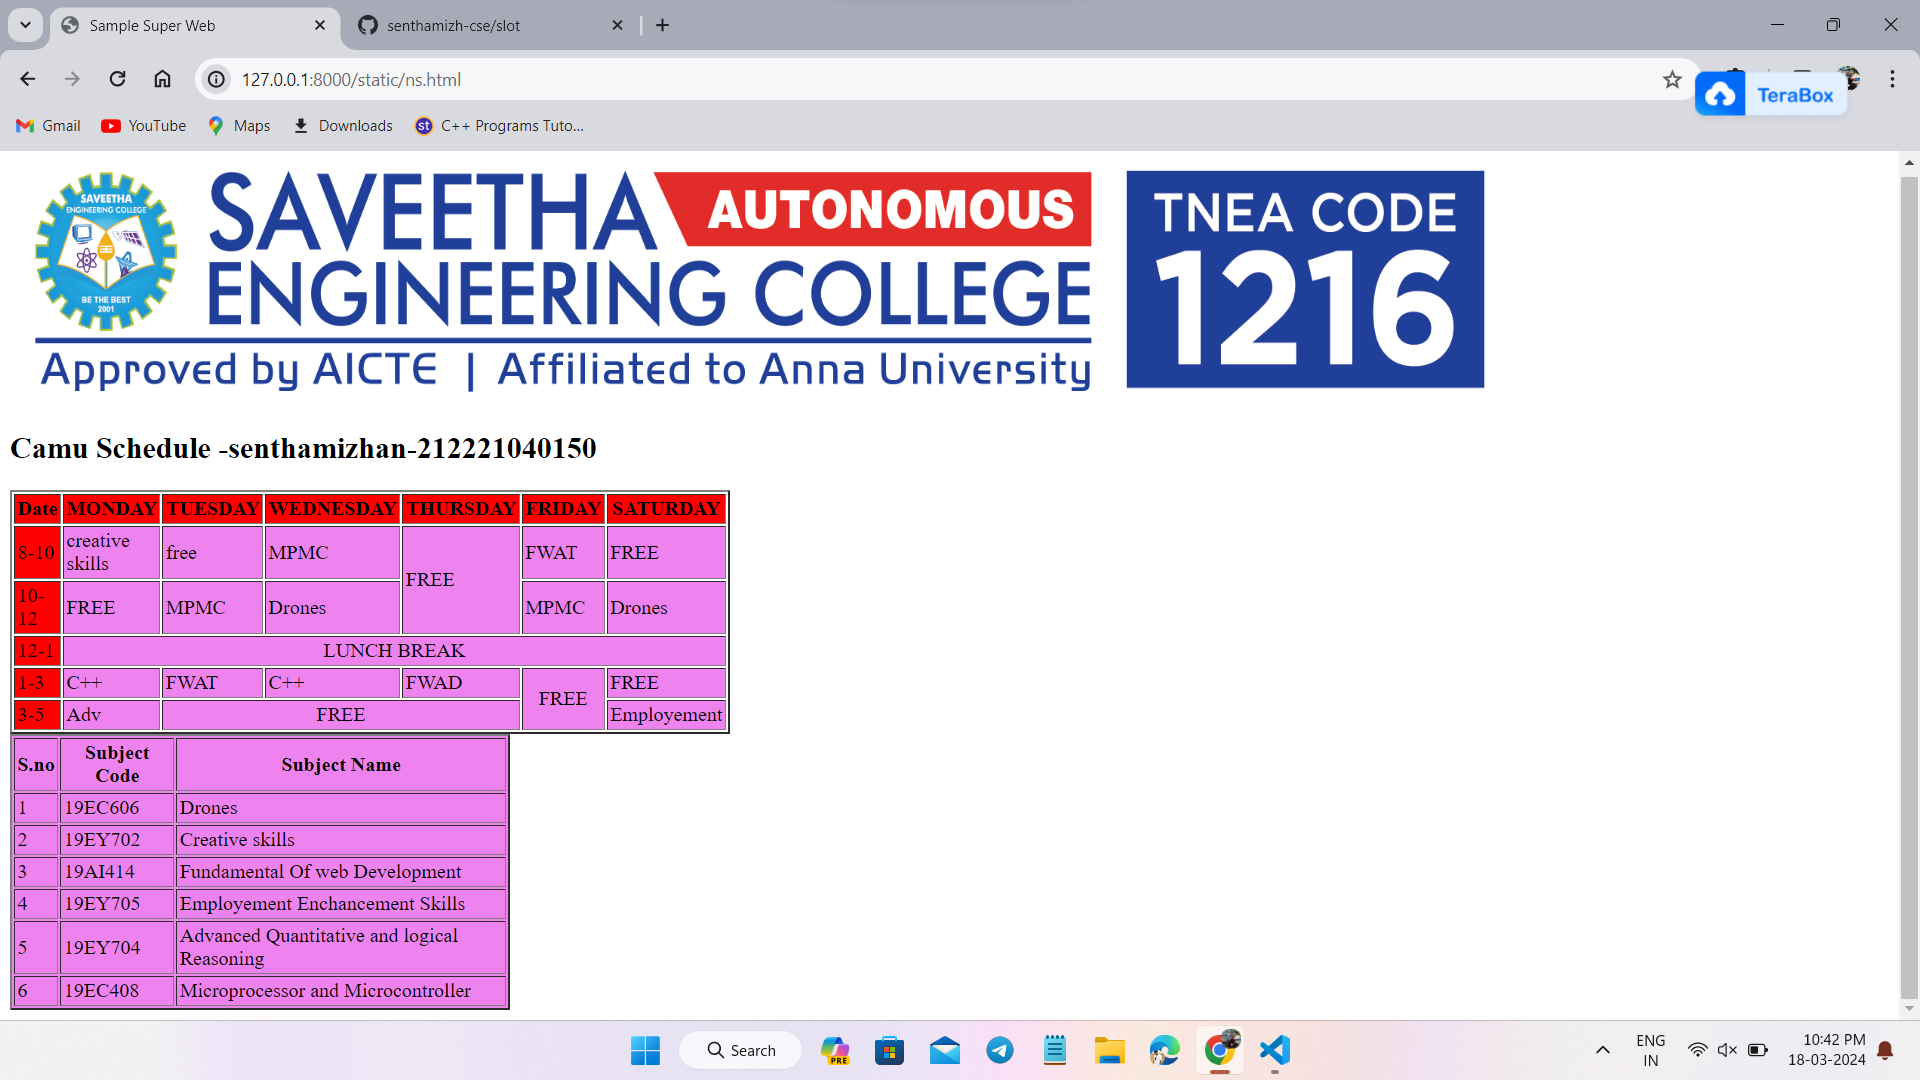 Sample Super Web
senthamizh-cse/slot
127.0.0.1:8000/static/ns.html
TeraBox
Gmail YouTube Maps Downloads C++ Programs Tuto...
SAVEETHA
ENGINEERING COLLEGE
BE THE BEST
2001
SAVEETHA AUTONOMOUS
ENGINEERING COLLEGE
Approved by AICTE | Affiliated to Anna University
TNEA CODE
1216
Camu Schedule -senthamizhan-212221040150
Date MONDAY TUESDAY WEDNESDAY THURSDAY FRIDAY SATURDAY
8-10 creative skills free MPMC FREE FWAT FREE
10-12 FREE MPMC Drones MPMC Drones
12-1 LUNCH BREAK
1-3 C++ FWAT C++ FWAD FREE FREE
3-5 Adv FREE Employement
S.no Subject Code Subject Name
1 19EC606 Drones
2 19EY702 Creative skills
3 19AI414 Fundamental Of web Development
4 19EY705 Employement Enchancement Skills
5 19EY704 Advanced Quantitative and logical Reasoning
6 19EC408 Microprocessor and Microcontroller
Search
PRE
ENG
IN
10:42 PM
18-03-2024